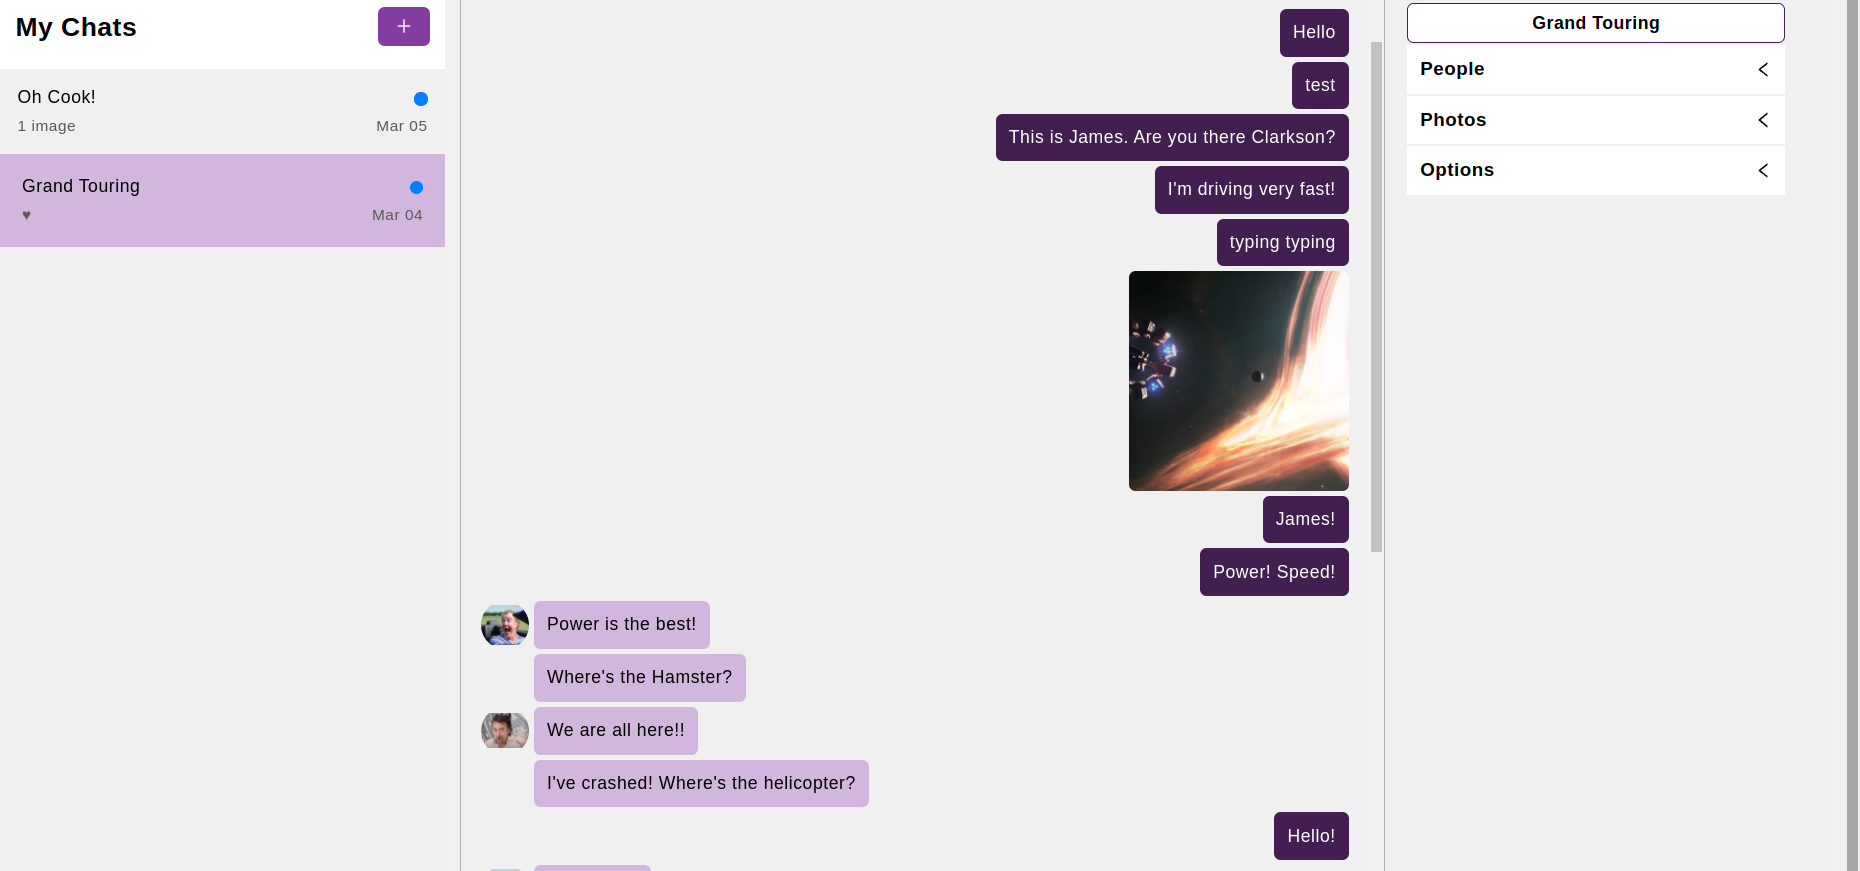 My Chats
+
Oh Cook!
1 image
Mar 05
Grand Touring
♥
Mar 04
Hello
test
This is James. Are you there Clarkson?
I'm driving very fast!
typing typing
James!
Power! Speed!
Power is the best!
Where's the Hamster?
We are all here!!
I've crashed! Where's the helicopter?
Hello!
Grand Touring
People
Photos
Options